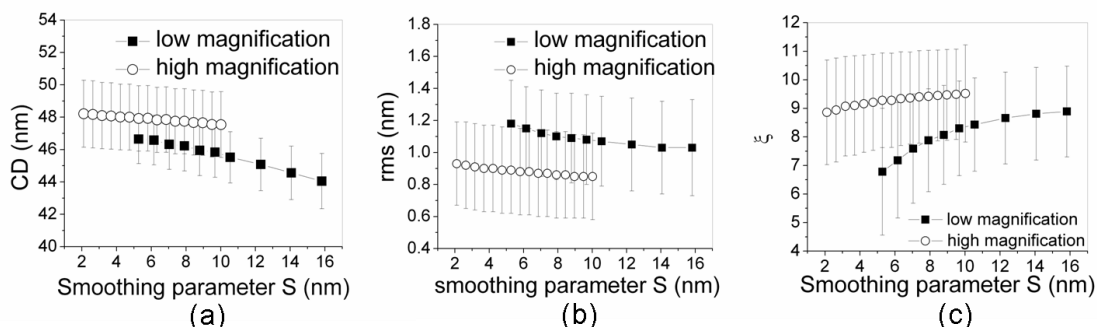 54
52
50
48
46
44
42
40
CD (nm)
low magnification
high magnification
2 4 6 8 10 12 14 16
Smoothing parameter S (nm)
(a)
1.8
1.6
1.4
1.2
1.0
0.8
0.6
0.4
rms
low magnification
high magnification
2 4 6 8 10 12 14 16
smoothing parameter S (nm)
(b)
12
11
10
9
8
7
6
5
4
ξ
low magnification
high magnification
2 4 6 8 10 12 14 16
Smoothing parameter S (nm)
(c)